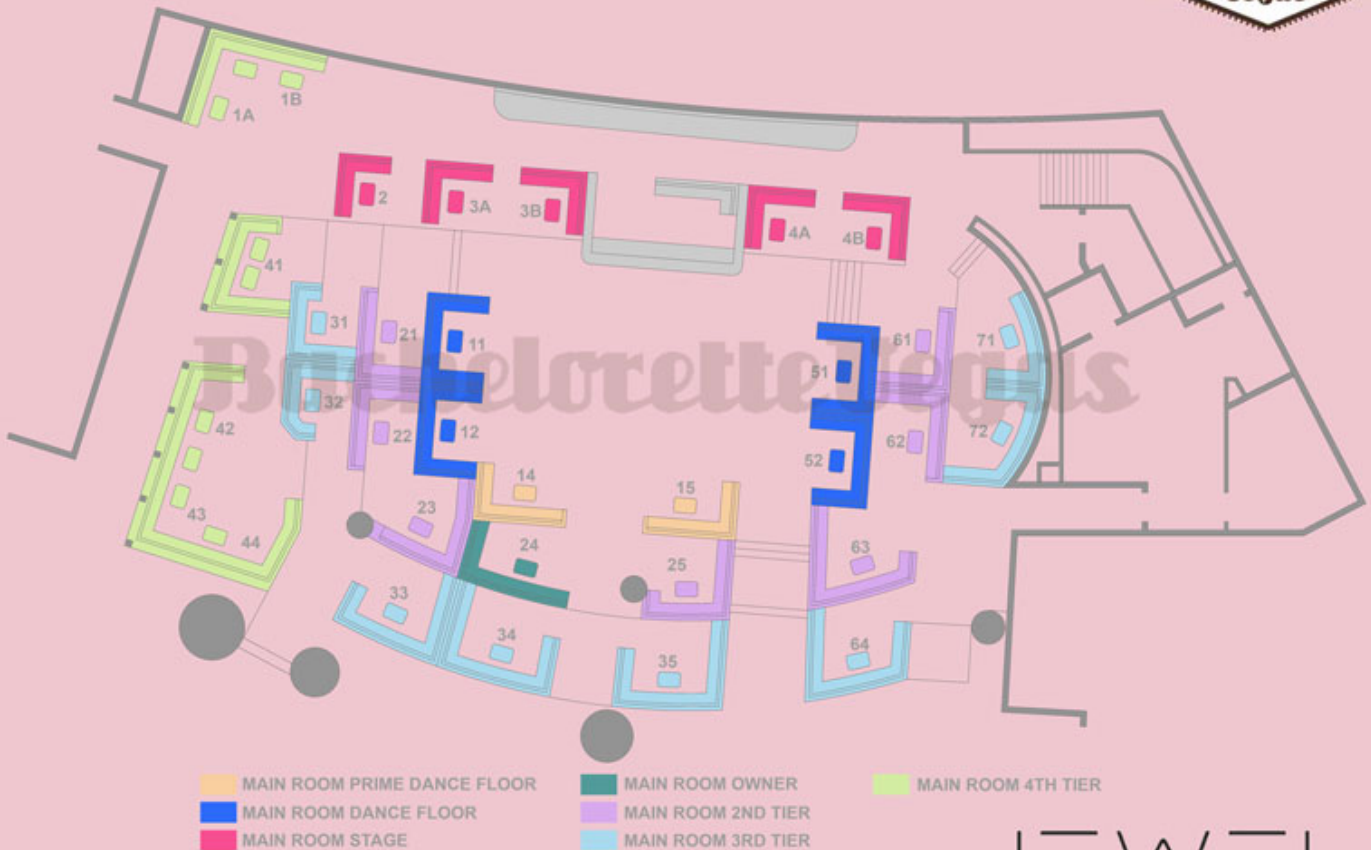 1A
1B
2
3A
3B
4A
4B
41
31
21
11
51
61
71
BacheloretteVegas
32
42
22
12
52
62
72
43
44
23
14
15
24
25
63
33
34
35
64
MAIN ROOM PRIME DANCE FLOOR
MAIN ROOM OWNER
MAIN ROOM 4TH TIER
MAIN ROOM DANCE FLOOR
MAIN ROOM 2ND TIER
MAIN ROOM STAGE
MAIN ROOM 3RD TIER